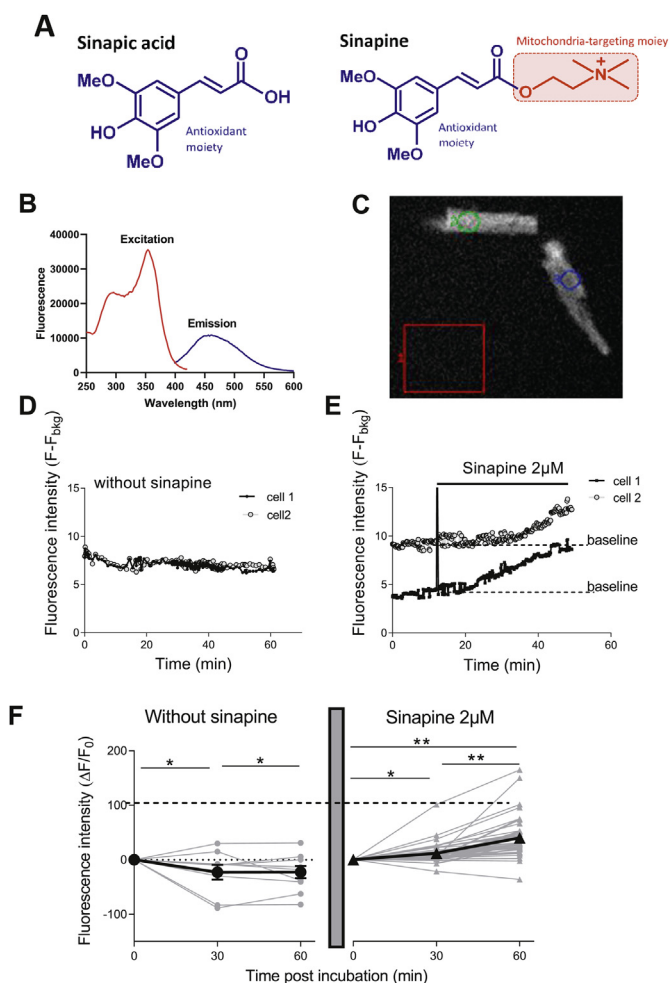 A
Sinapic acid
MeO
HO
MeO
O
OH
Antioxidant
moiety
Sinapine
Mitochondria-targeting moiey
MeO
HO
MeO
O
O
N
+
Antioxidant
moiety
B
Excitation
Emission
Fluorescence
40000
30000
20000
10000
0
250 300 350 400 450 500 550 600
Wavelength (nm)
C
D
Fluorescence intensity (F-Fbkg)
without sinapine
cell 1
cell2
15
10
5
0
0 20 40 60
Time (min)
E
Fluorescence intensity (F-Fbkg)
Sinapine 2µM
cell 1
cell 2
baseline
baseline
15
10
5
0
0 20 40 60
Time (min)
F
Without sinapine
Sinapine 2µM
Fluorescence intensity (ΔF/F0)
200
100
0
-100
* *
** * **
0 30 60
0 30 60
Time post incubation (min)